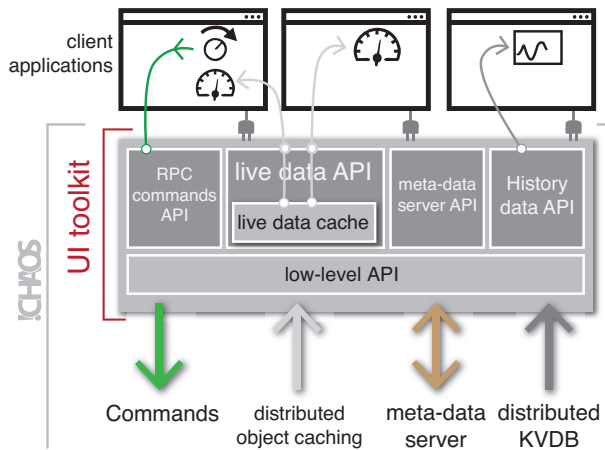 client
applications
UI toolkit
!CHAOS
RPC
commands
API
live data API
live data cache
meta-data
server API
History
data API
low-level API
Commands
distributed
object caching
meta-data
server
distributed
KVDB